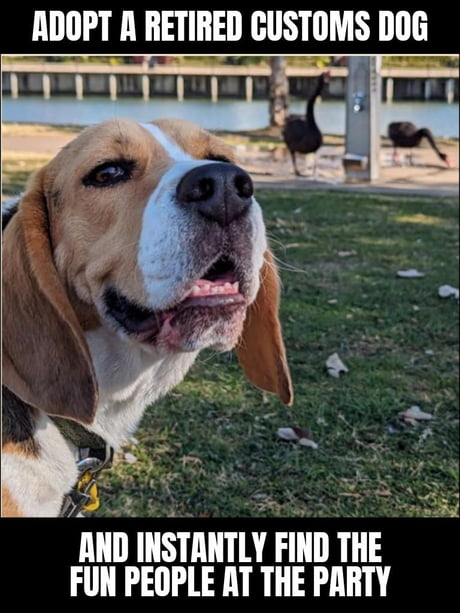 ADOPT A RETIRED CUSTOMS DOG
AND INSTANTLY FIND THE
FUN PEOPLE AT THE PARTY